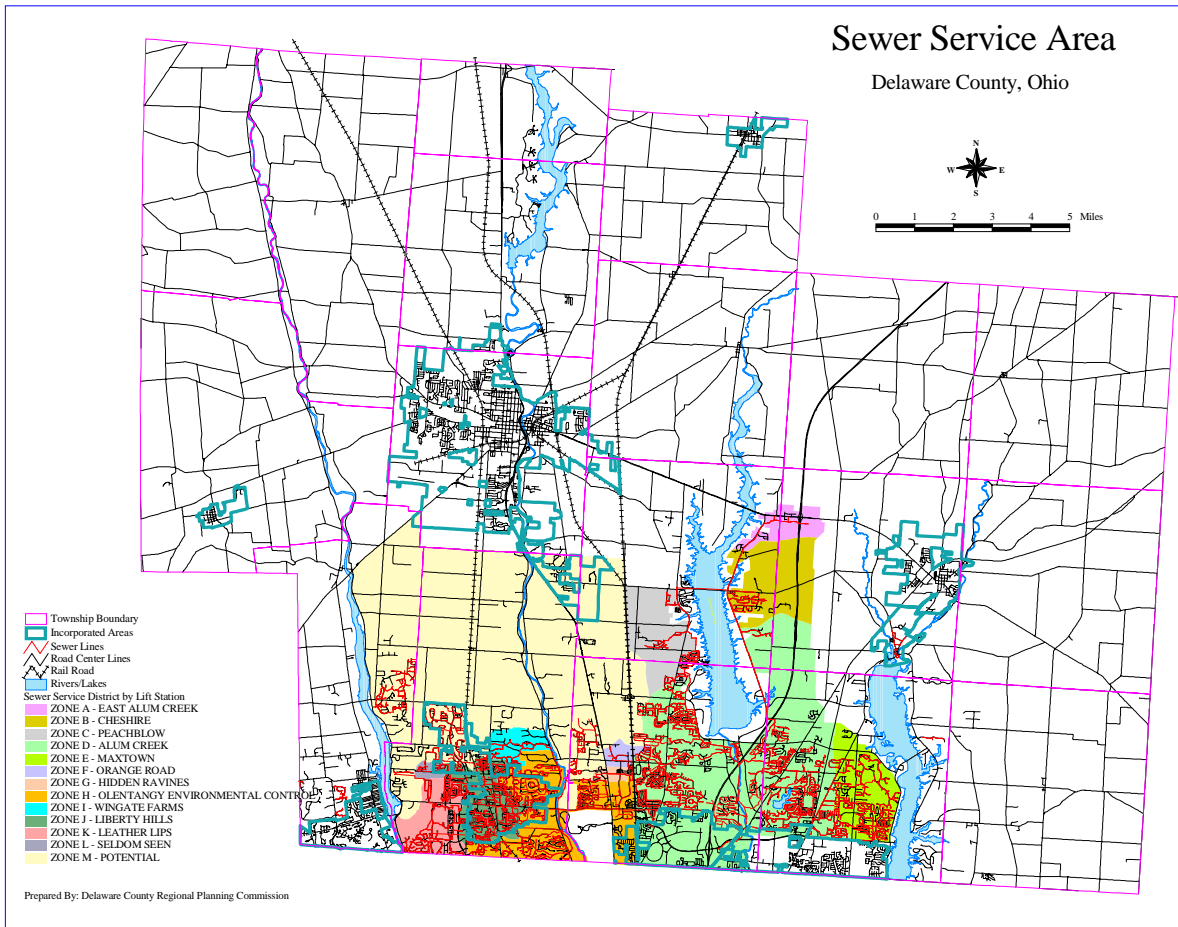 Sewer Service Area
Delaware County, Ohio
N
W E
S
0 1 2 3 4 5 Miles
Township Boundary
Incorporated Areas
Sewer Lines
Road Center Lines
Rail Road
Rivers/Lakes
Sewer Service District by Lift Station
ZONE A - EAST ALUM CREEK
ZONE B - CHESHIRE
ZONE C - PEACHBLOW
ZONE D - ALUM CREEK
ZONE E - MAXTOWN
ZONE F - ORANGE ROAD
ZONE G - HIDDEN RAVINES
ZONE H - OLENTANGY ENVIRONMENTAL CONTROL
ZONE I - WINGATE FARMS
ZONE J - LIBERTY HILLS
ZONE K - LEATHER LIPS
ZONE L - SELDOM SEEN
ZONE M - POTENTIAL
Prepared By: Delaware County Regional Planning Commission